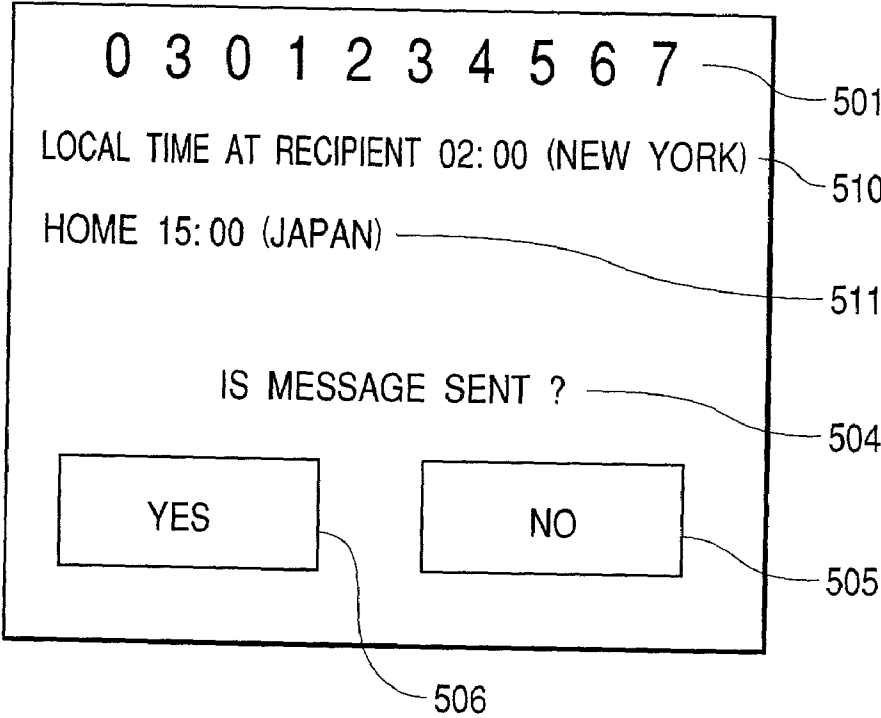 0 3 0 1 2 3 4 5 6 7
501
LOCAL TIME AT RECIPIENT 02:00 (NEW YORK)
510
HOME 15:00 (JAPAN)
511
IS MESSAGE SENT ?
504
YES
NO
505
506